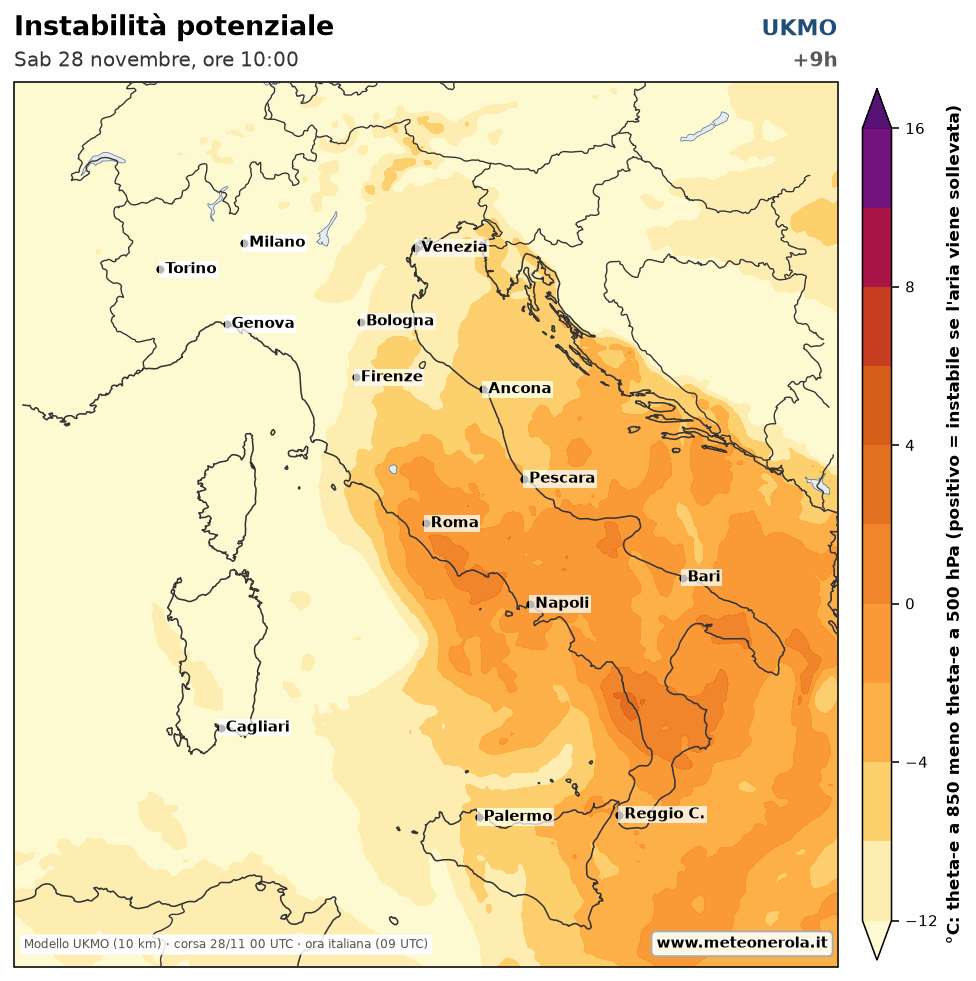 Instabilità potenziale
UKMO
Sab 28 novembre, ore 10:00
+9h
Milano
Venezia
Torino
Genova
Bologna
Firenze
Ancona
Pescara
Roma
Bari
Napoli
Cagliari
Palermo
Reggio C.
16
8
4
0
−4
−12
°C: theta-e a 850 meno theta-e a 500 hPa (positivo = instabile se l'aria viene sollevata)
Modello UKMO (10 km) · corsa 28/11 00 UTC · ora italiana (09 UTC)
www.meteonerola.it